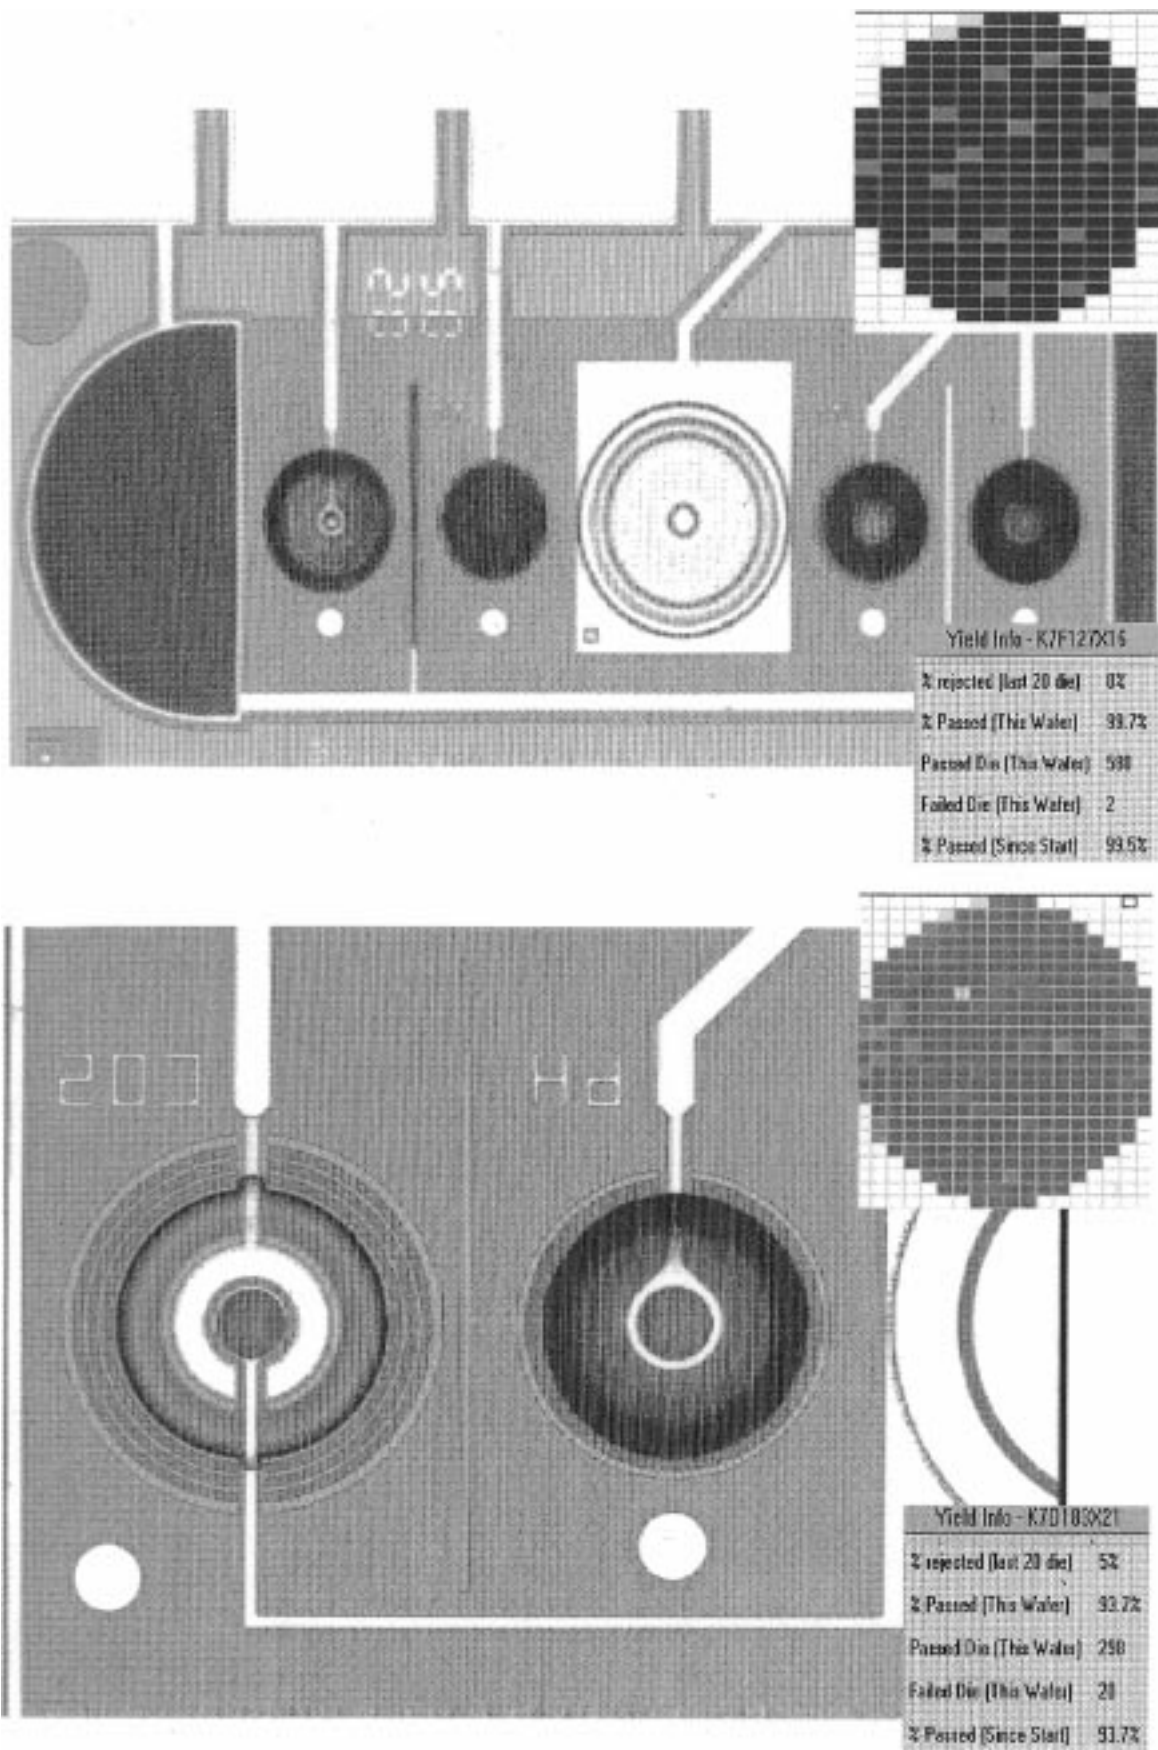 Yield Info - K7F127X16
% rejected (last 20 die) 0%
% Passed (This Wafer) 99.7%
Passed Die (This Wafer)
Failed Die (This Wafer) 2
% Passed (Since Start) 99.5%
203 Hd
Yield Info - K7D183X21
% rejected (last 20 die) 5%
% Passed (This Wafer) 93.7%
Passed Die (This Wafer) 298
Failed Die (This Wafer) 20
% Passed (Since Start) 93.7%